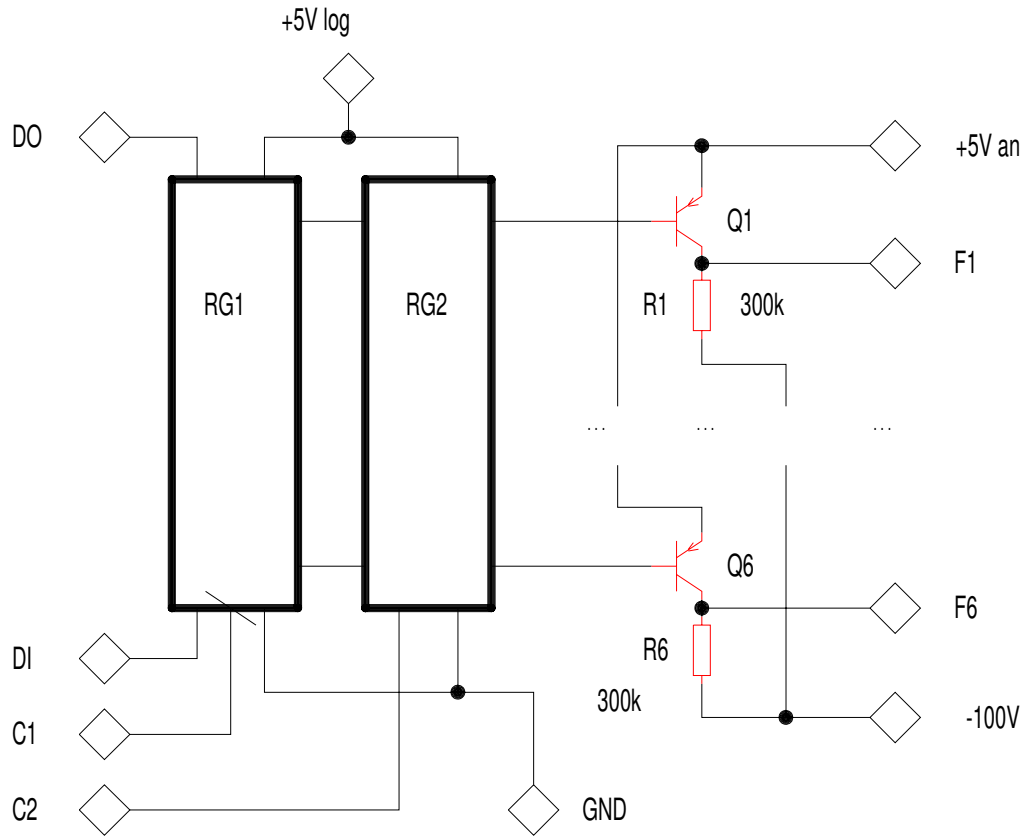 +5V log
DO
+5V an
Q1
F1
RG1
RG2
R1
300k
...
...
...
Q6
F6
R6
DI
300k
C1
-100V
C2
GND